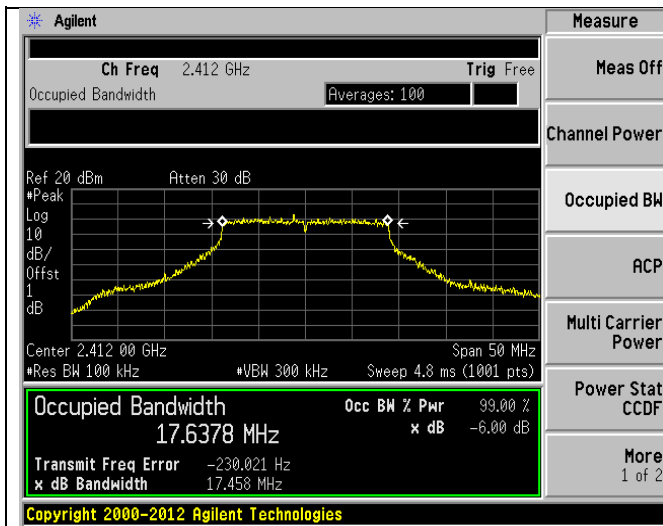 Agilent
Measure
Ch Freq 2.412 GHz Trig Free
Occupied Bandwidth Averages: 100
Meas Off
Channel Power
Occupied BW
ACP
Multi Carrier
Power
Power Stat
CCDF
More
1 of 2
Ref 20 dBm Atten 30 dB
#Peak
Log
10
dB/
Offst
1
dB
Center 2.412 00 GHz Span 50 MHz
#Res BW 100 kHz #VBW 300 kHz Sweep 4.8 ms (1001 pts)
Occupied Bandwidth Occ BW % Pwr 99.00 %
17.6378 MHz x dB -6.00 dB
Transmit Freq Error -230.021 Hz
x dB Bandwidth 17.458 MHz
Copyright 2000-2012 Agilent Technologies